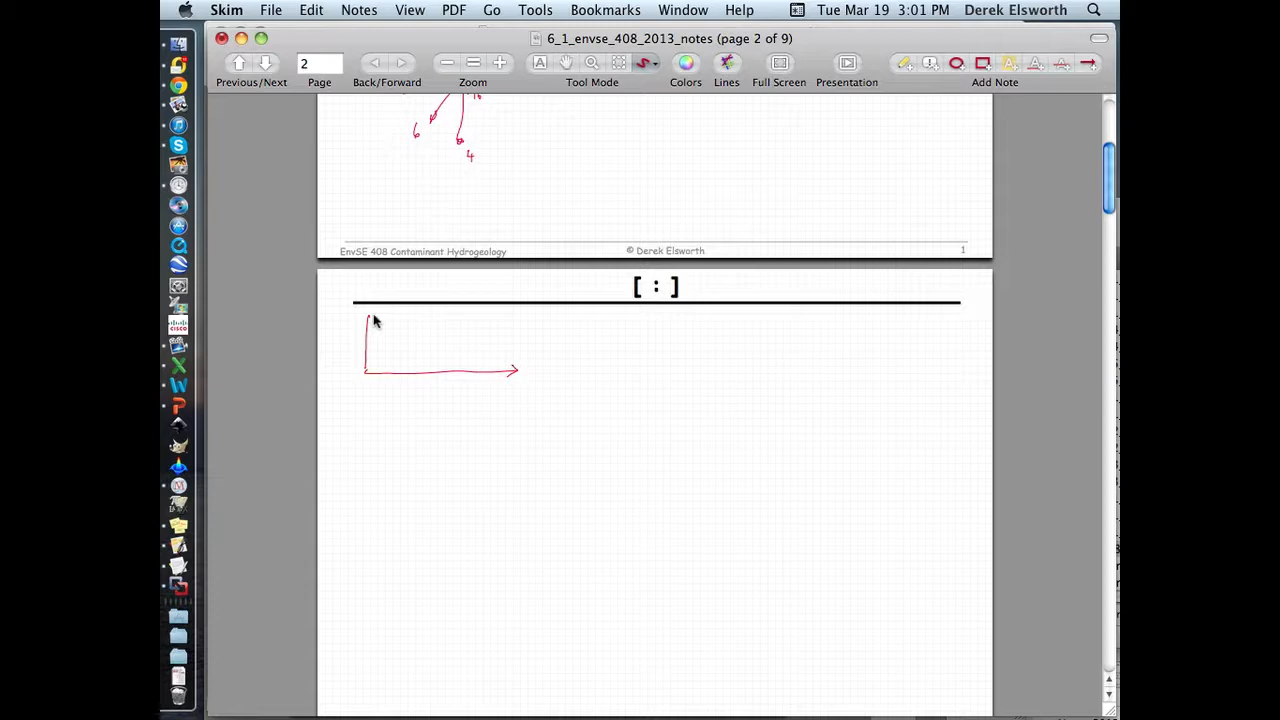 Skim File Edit Notes View PDF Go Tools Bookmarks Window Help Tue Mar 19 3:01 PM Derek Elsworth
6_1_envse408_2013_notes (page 2 of 9)
2
Previous/Next Page Back/Forward Zoom Tool Mode Colors Lines Full Screen Presentation Add Note
6
4
EnvSE 408 Contaminant Hydrogeology © Derek Elsworth 1
[ : ]